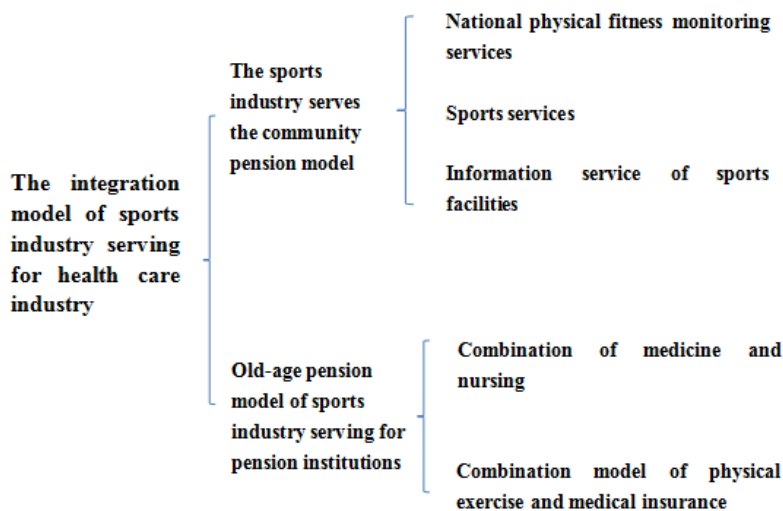 The integration
model of sports
industry serving
for health care
industry
The sports
industry serves
the community
pension model
National physical fitness monitoring
services
Sports services
Information service of sports
facilities
Old-age pension
model of sports
industry serving for
pension institutions
Combination of medicine and
nursing
Combination model of physical
exercise and medical insurance